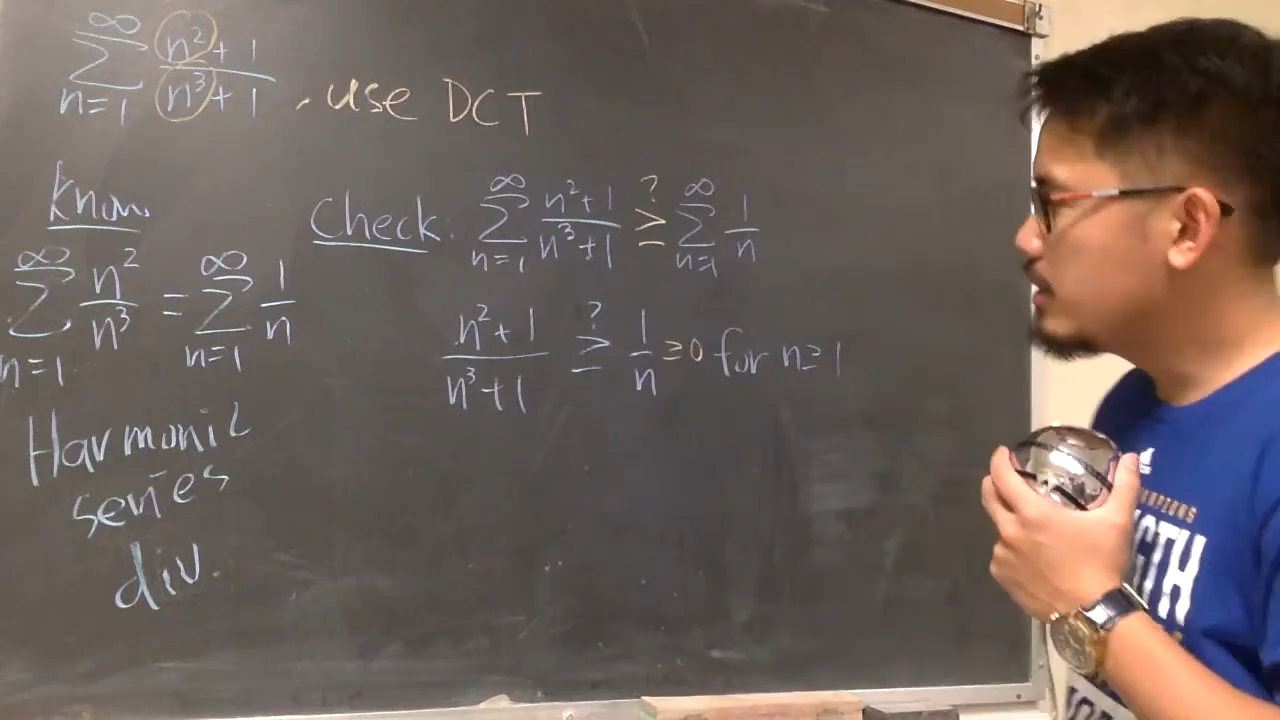 ∞ ∑ n=1 n²+1 / n³+1 . use DCT
Know
∞ ∑ n=1 n² / n³ = ∞ ∑ n=1 1 / n
Harmonic
series
div.
Check: ∞ ∑ n=1 n²+1 / n³+1 ?≥ ∞ ∑ n=1 1 / n
n²+1 / n³+1 ?≥ 1 / n ≥0 for n≥1